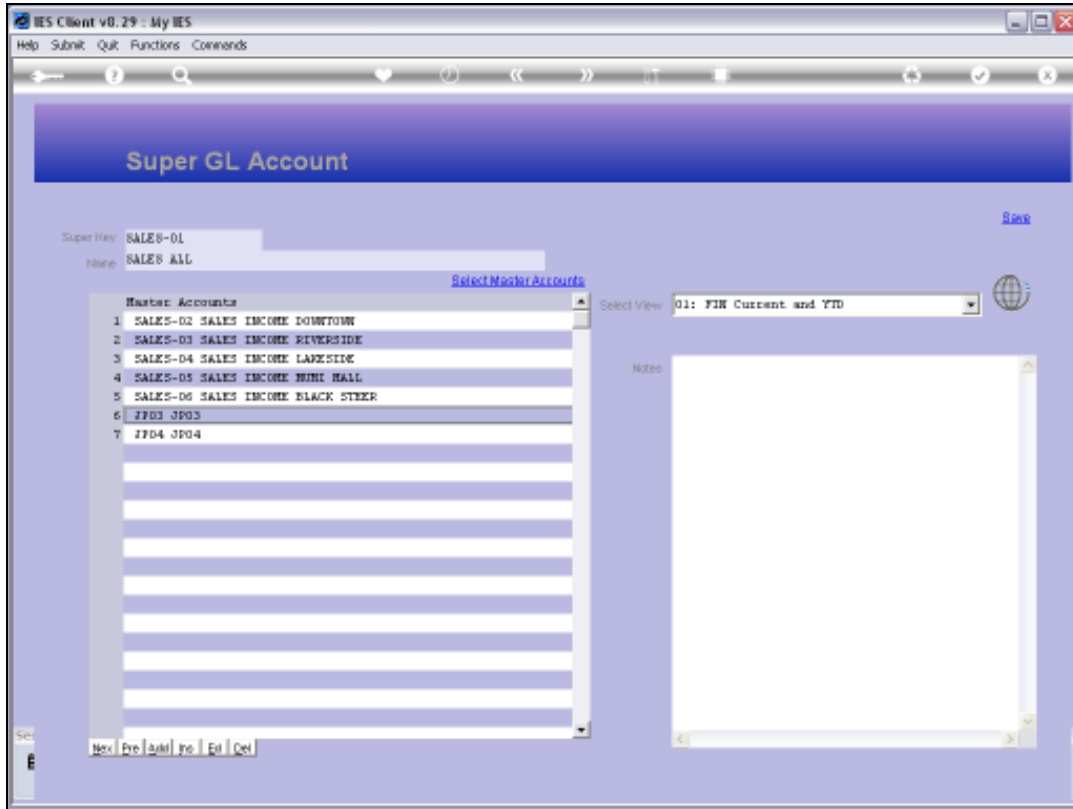 IES Client v8.29 : My IES
Help Submit Quit Functions Commands
Super GL Account
Save
Super Key SALES-01
Name SALES ALL
Select Master Accounts
Master Accounts
Select View 01: FIN Current and YTD
1 SALES-02 SALES INCOME DOWNTOWN
2 SALES-03 SALES INCOME RIVERSIDE
3 SALES-04 SALES INCOME LAKESIDE
4 SALES-05 SALES INCOME MUMI MALL
5 SALES-06 SALES INCOME BLACK STEER
6 JP03 JP03
7 JP04 JP04
Notes
Nex Pre Add Ins Ed Del